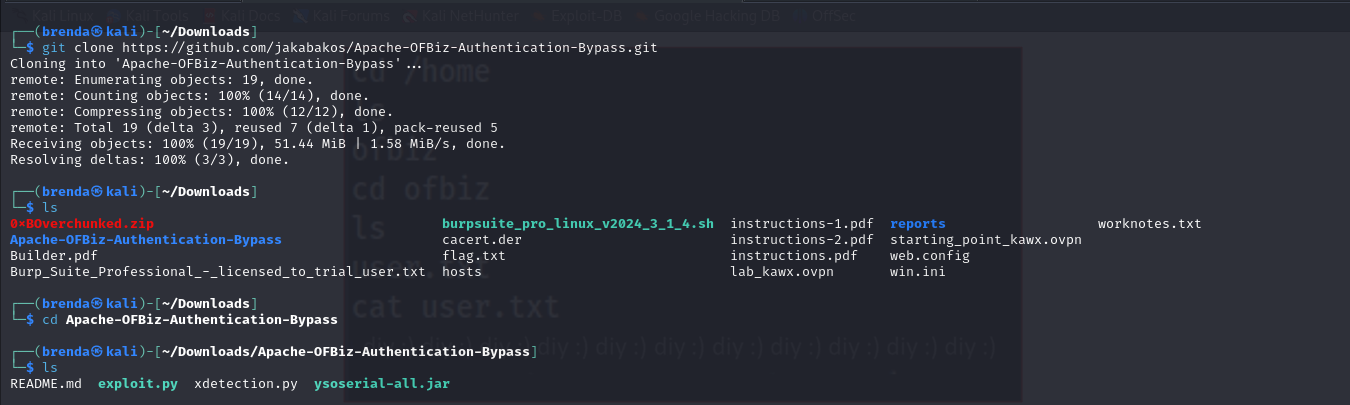 Kali Linux Kali Tools Kali Docs Kali Forums Kali NetHunter Exploit-DB Google Hacking DB OffSec
┌──(brenda㉿kali)-[~/Downloads]
└─$ git clone https://github.com/jakabakos/Apache-OFBiz-Authentication-Bypass.git
Cloning into 'Apache-OFBiz-Authentication-Bypass'...
cd /home
remote: Enumerating objects: 19, done.
remote: Counting objects: 100% (14/14), done.
remote: Compressing objects: 100% (12/12), done.
ls
remote: Total 19 (delta 3), reused 7 (delta 1), pack-reused 5
Receiving objects: 100% (19/19), 51.44 MiB | 1.58 MiB/s, done.
ofbiz
Resolving deltas: 100% (3/3), done.
cd ofbiz
┌──(brenda㉿kali)-[~/Downloads]
└─$ ls
ls
0×BOverchunked.zip burpsuite_pro_linux_v2024_3_1_4.sh instructions-1.pdf reports worknotes.txt
Apache-OFBiz-Authentication-Bypass cacert.der instructions-2.pdf starting_point_kawx.ovpn
Builder.pdf flag.txt instructions.pdf web.config
user.txt
Burp_Suite_Professional_-_licensed_to_trial_user.txt hosts lab_kawx.ovpn win.ini
┌──(brenda㉿kali)-[~/Downloads]
cat user.txt
└─$ cd Apache-OFBiz-Authentication-Bypass
diy :) diy :) diy :) diy :) diy :) diy :) diy :) diy :) diy :) diy :) diy :)
┌──(brenda㉿kali)-[~/Downloads/Apache-OFBiz-Authentication-Bypass]
└─$ ls
README.md exploit.py xdetection.py ysoserial-all.jar